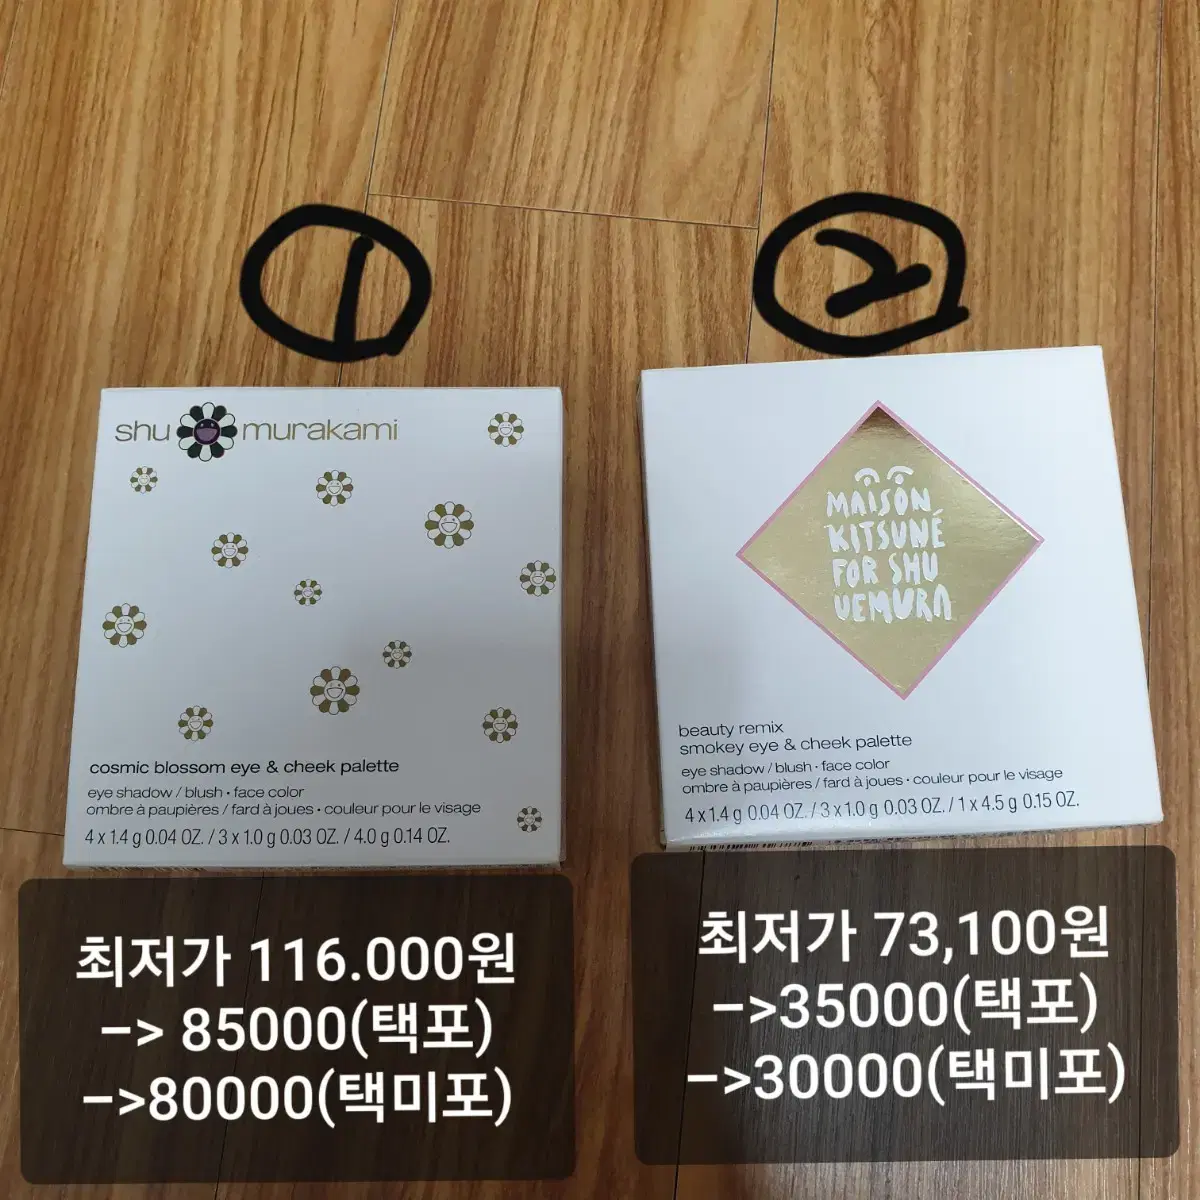 1
2
shu murakami
cosmic blossom eye & cheek palette
eye shadow / blush · face color
ombre à paupières / fard à joues · couleur pour le visage
4 x 1.4 g 0.04 OZ. / 3 x 1.0 g 0.03 OZ. / 4.0 g 0.14 OZ.
MAISON
KITSUNÉ
FOR SHU
UEMURA
beauty remix
smokey eye & cheek palette
eye shadow / blush · face color
ombre à paupières / fard à joues · couleur pour le visage
4 x 1.4 g 0.04 OZ. / 3 x 1.0 g 0.03 OZ. / 1 x 4.5 g 0.15 OZ.
최저가 116.000원
–> 85000(택포)
–>80000(택미포)
최저가 73,100원
–>35000(택포)
–>30000(택미포)